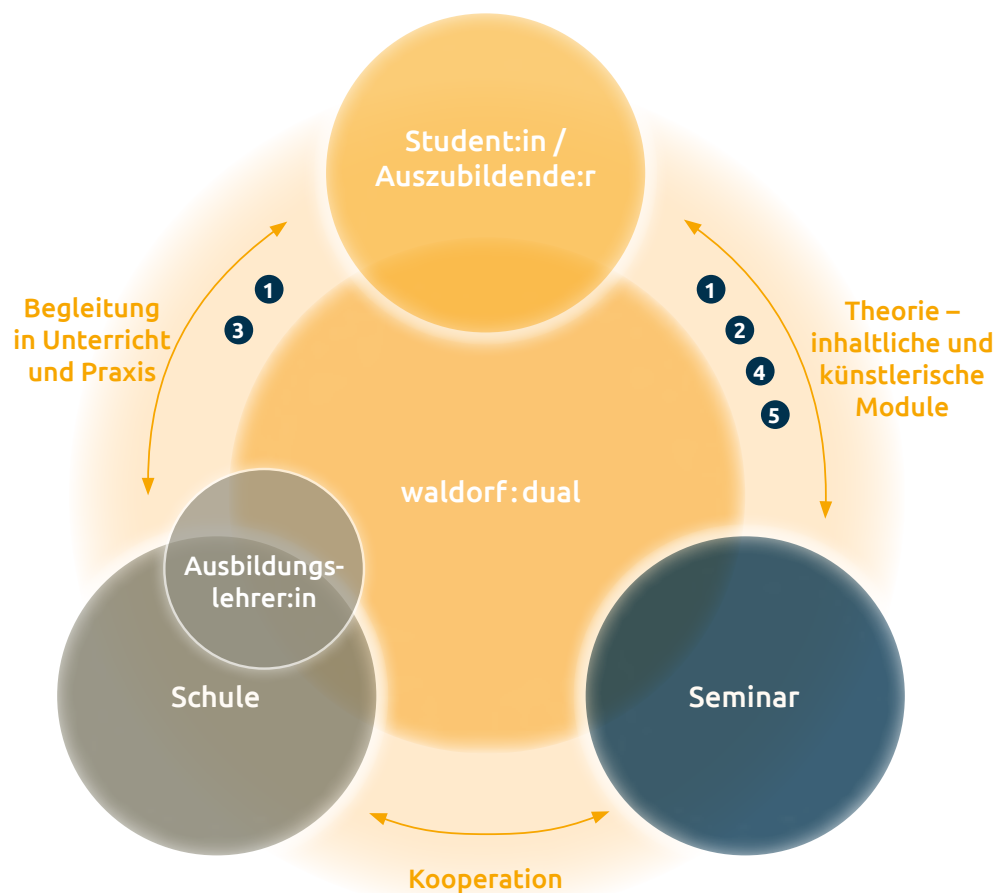 Student:in /
Auszubildende:r
Begleitung
in Unterricht
und Praxis
1
3
1
2
4
5
Theorie –
inhaltliche und
künstlerische
Module
waldorf : dual
Ausbildungs-
lehrer:in
Schule
Seminar
Kooperation